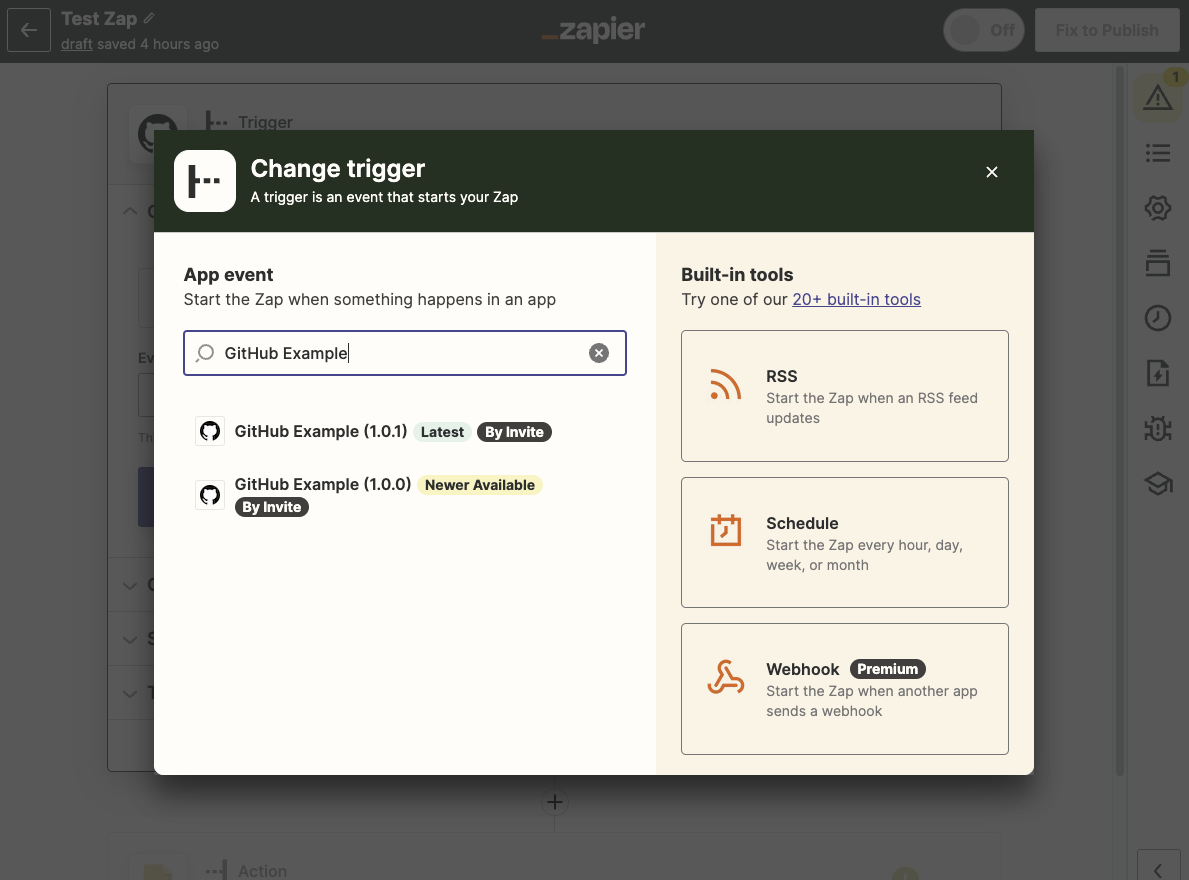 Test Zap
draft saved 4 hours ago
zapier
Off
Fix to Publish
1
Trigger
Change trigger
A trigger is an event that starts your Zap
App event
Start the Zap when something happens in an app
GitHub Example
GitHub Example (1.0.1) Latest By Invite
GitHub Example (1.0.0) Newer Available
By Invite
Built-in tools
Try one of our 20+ built-in tools
RSS
Start the Zap when an RSS feed
updates
Schedule
Start the Zap every hour, day,
week, or month
Webhook Premium
Start the Zap when another app
sends a webhook
Action